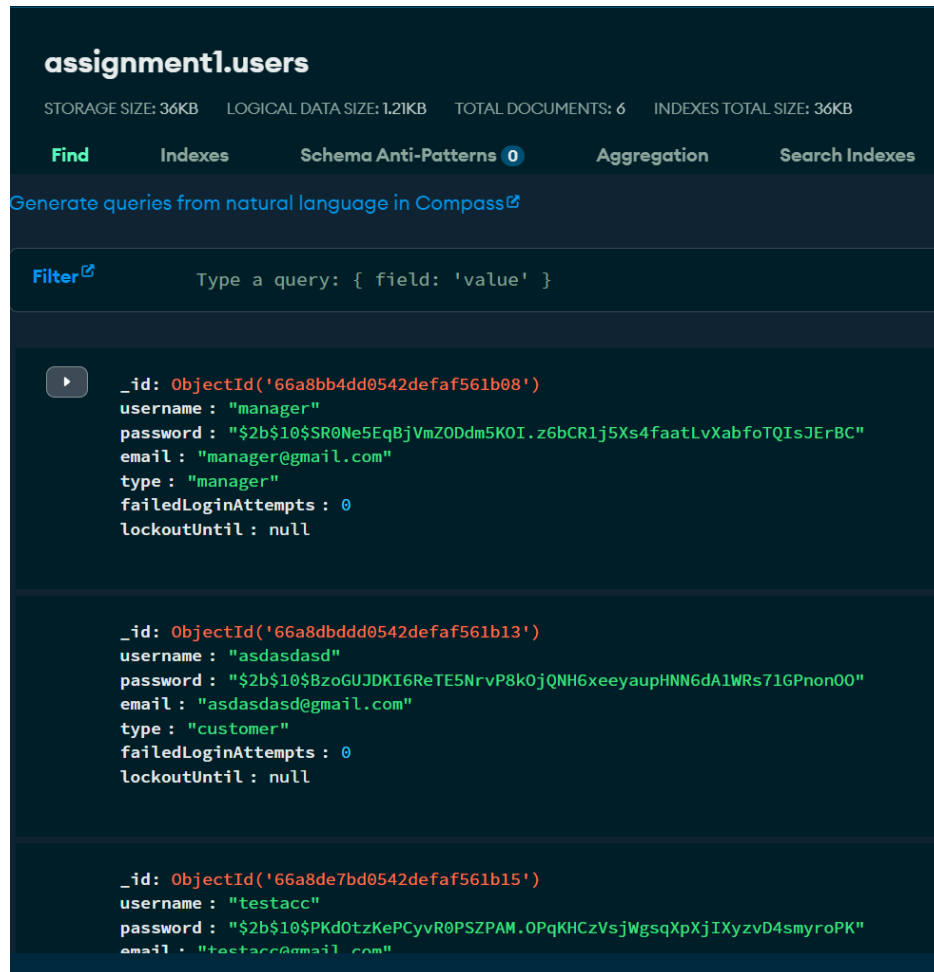 assignment1.users
STORAGE SIZE: 36KB LOGICAL DATA SIZE: 1.21KB TOTAL DOCUMENTS: 6 INDEXES TOTAL SIZE: 36KB
Find Indexes Schema Anti-Patterns 0 Aggregation Search Indexes
Generate queries from natural language in Compass
Filter Type a query: { field: 'value' }
_id: ObjectId('66a8bb4dd0542defaf561b08')
username : "manager"
password : "$2b$10$SR0Ne5EqBjVmZODdm5KOI.z6bCR1j5Xs4faatLvXabfoTQIsJErBC"
email : "manager@gmail.com"
type : "manager"
failedLoginAttempts : 0
lockoutUntil : null
_id: ObjectId('66a8dbddd0542defaf561b13')
username : "asdasdasd"
password : "$2b$10$BzoGUJDKI6ReTE5NrvP8kOjQNH6xeeyaupHNN6dA1WRs71GPnonOO"
email : "asdasdasd@gmail.com"
type : "customer"
failedLoginAttempts : 0
lockoutUntil : null
_id: ObjectId('66a8de7bd0542defaf561b15')
username : "testacc"
password : "$2b$10$PKdOtzKePCyvR0PSZPAM.OPqKHCzVsjWgsqXpXjIXyzvD4smyroPK"
email : "testacc@gmail.com"